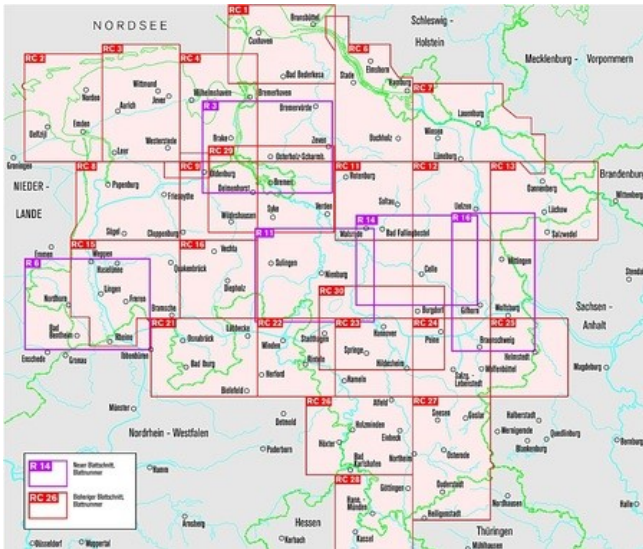 NORDSEE
RC 1
Brunsbüttel
Schleswig -
Holstein
Cuxhaven
Mecklenburg - Vorpommern
RC 2
RC 3
RC 4
RC 6
Elmshorn
Stade
Bad Bederkesa
Hamburg
RC 7
Wittmund
Norden
Jever
Wilhelmshaven
Bremerhaven
Aurich
R 3
Bremervörde
Lauenburg
Emden
Delfzijl
Brake
Buchholz
Winsen
Zeven
Leer
Westerstede
RC 29
Osterholz-Scharmb.
Lüneburg
Groningen
RC 8
RC 9
Oldenburg
RC 11
RC 12
RC 13
Brandenburg
NIEDER -
LANDE
Papenburg
Delmenhorst
Bremen
Rotenburg
Dannenberg
Wittenberg
Friesoythe
Soltau
Uelzen
Lüchow
Wildeshausen
Syke
Verden
R 14
R 16
Salzwedel
Sögel
Cloppenburg
R 11
Walsrode
Bad Fallingbostel
Emmen
RC 15
RC 16
Vechta
Meppen
Sulingen
Wittingen
Stendal
R 6
Haselünne
Quakenbrück
Nienburg
Celle
Lingen
Diepholz
RC 30
Nordhorn
Freren
Bramsche
Burgdorf
Gifhorn
Wolfsburg
Sachsen -
Anhalt
RC 21
RC 22
RC 23
RC 24
RC 25
Bad
Bentheim
Rheine
Osnabrück
Lübbecke
Stadthagen
Hannover
Peine
Braunschweig
Enschede
Gronau
Ibbenbüren
Minden
Springe
Helmstedt
Bad Iburg
Rinteln
Hildesheim
Wolfenbüttel
Magdeburg
Herford
Hameln
Salzg. -
Lebenstedt
Bielefeld
RC 26
Alfeld
RC 27
Münster
Detmold
Seesen
Goslar
Halberstadt
Holzminden
Wernigerode
Quedlinburg
Nordrhein - Westfalen
Höxter
Einbeck
Blankenburg
Bernburg
Paderborn
Osterode
R 14
Neuer Blattschnitt,
Blattnummer
Bad
Karlshafen
Northeim
Hamm
RC 28
Duderstadt
RC 26
Bisheriger Blattschnitt,
Blattnummer
Göttingen
Nordhausen
Halle
Hann.
Münden
Arnsberg
Hessen
Heiligenstadt
Thüringen
Düsseldorf
Wuppertal
Korbach
Kassel
Mühlhausen